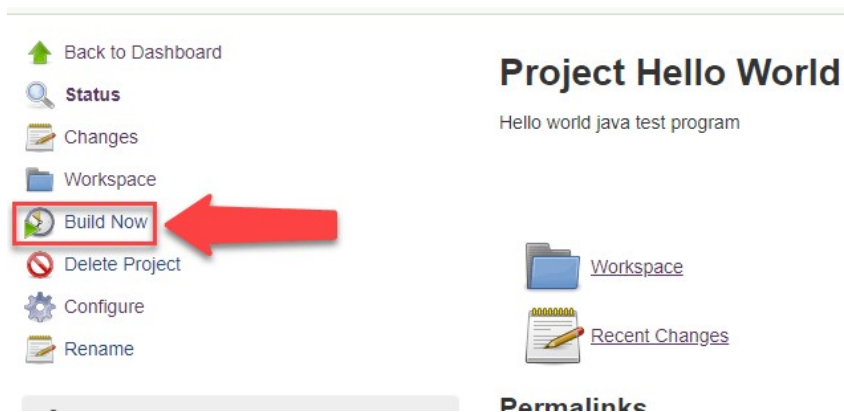 Back to Dashboard
Status
Changes
Workspace
Build Now
Delete Project
Configure
Rename
Project Hello World
Hello world java test program
Workspace
Recent Changes
Permalinks